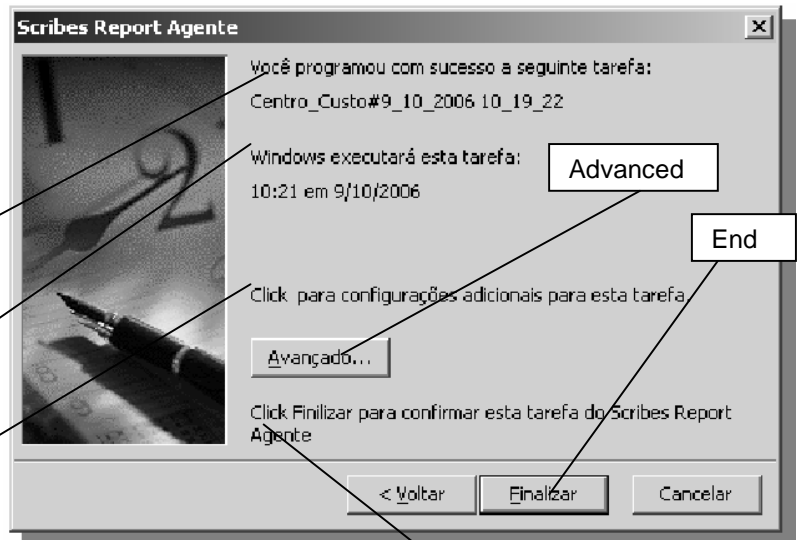 Scribes Report Agente
Você programou com sucesso a seguinte tarefa:
Centro_Custo#9_10_2006 10_19_22
Windows executará esta tarefa:
10:21 em 9/10/2006
Advanced
End
Click para configurações adicionais para esta tarefa.
Avançado...
Click Finilizar para confirmar esta tarefa do Scribes Report
Agente
< Voltar
Finalizar
Cancelar